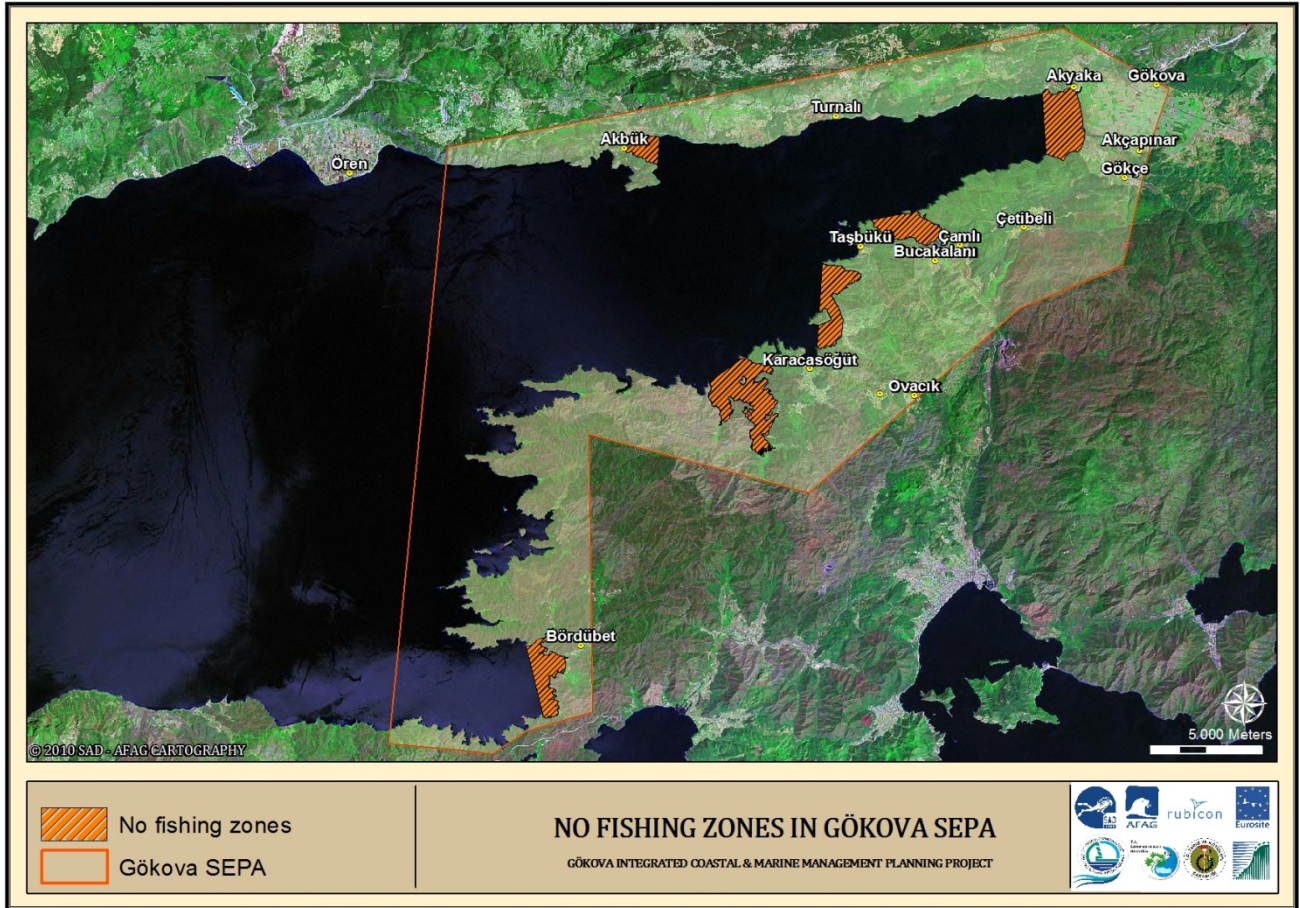 Akyaka
Gökova
Turnalı
Akbük
Akçapınar
Ören
Gökçe
Çetibeli
Taşbükü
Çamlı
Bucakalanı
Karacasöğüt
Ovacık
Bördübet
© 2010 SAD - AFAG CARTOGRAPHY
5.000 Meters
No fishing zones
Gökova SEPA
NO FISHING ZONES IN GÖKOVA SEPA
GÖKOVA INTEGRATED COASTAL & MARINE MANAGEMENT PLANNING PROJECT
SAD
AFAG
rubicon
Eurosite